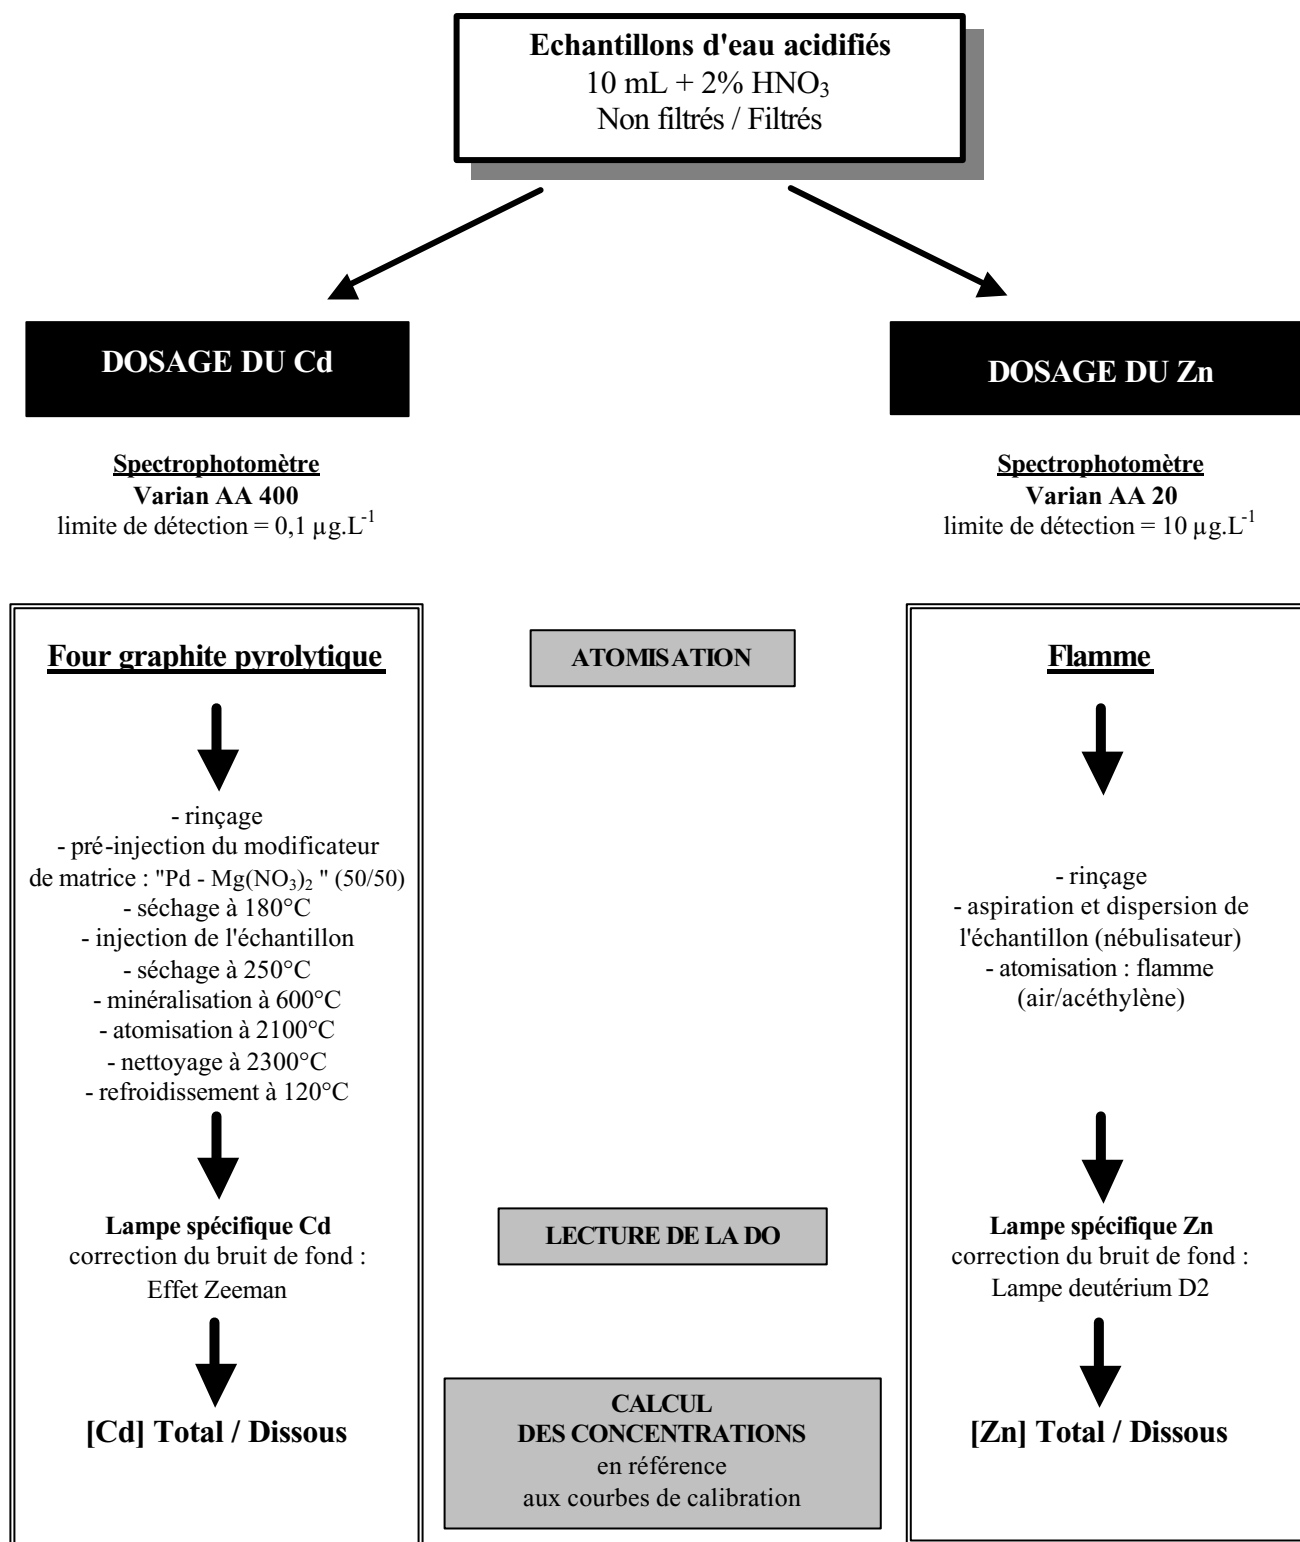 Echantillons d'eau acidifiés
10 mL + 2% HNO₃
Non filtrés / Filtrés
DOSAGE DU Cd
DOSAGE DU Zn
Spectrophotomètre
Varian AA 400
limite de détection = 0,1 µg.L⁻¹
Spectrophotomètre
Varian AA 20
limite de détection = 10 µg.L⁻¹
Four graphite pyrolytique
ATOMISATION
Flamme
- rinçage
- pré-injection du modificateur
de matrice : "Pd - Mg(NO₃)₂ " (50/50)
- séchage à 180°C
- injection de l'échantillon
- séchage à 250°C
- minéralisation à 600°C
- atomisation à 2100°C
- nettoyage à 2300°C
- refroidissement à 120°C
- rinçage
- aspiration et dispersion de
l'échantillon (nébulisateur)
- atomisation : flamme
(air/acéthylène)
Lampe spécifique Cd
correction du bruit de fond :
Effet Zeeman
LECTURE DE LA DO
Lampe spécifique Zn
correction du bruit de fond :
Lampe deutérium D2
[Cd] Total / Dissous
CALCUL
DES CONCENTRATIONS
en référence
aux courbes de calibration
[Zn] Total / Dissous